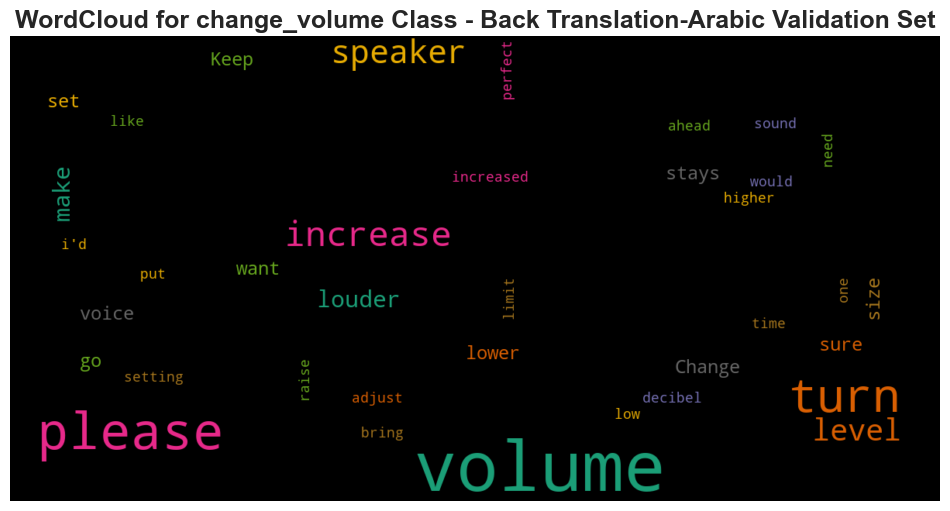 WordCloud for change_volume Class - Back Translation-Arabic Validation Set
speaker
Keep
perfect
set
like
ahead
sound
need
make
increased
stays
would
higher
increase
i'd
want
put
louder
limit
one
size
voice
time
sure
lower
go
setting
raise
Change
adjust
decibel
turn
low
level
please
bring
volume